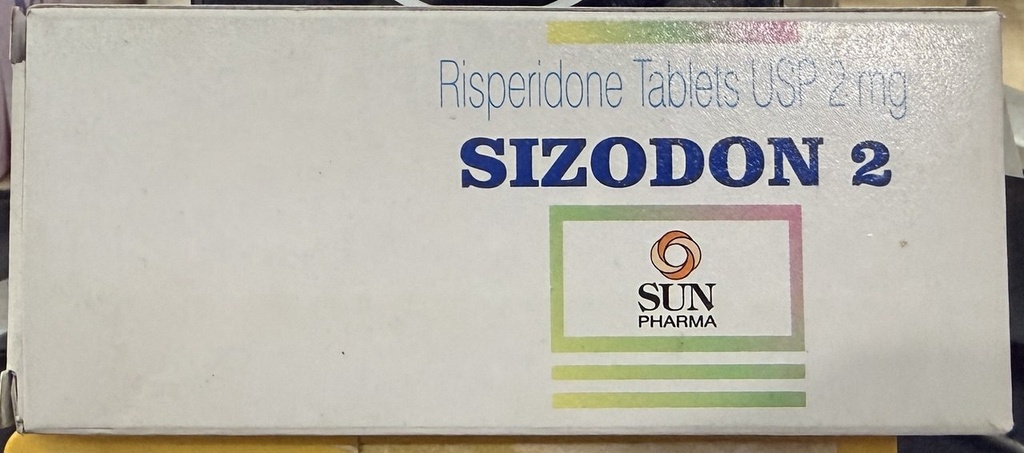 Risperidone Tablets USP 2 mg
SIZODON 2
SUN
PHARMA